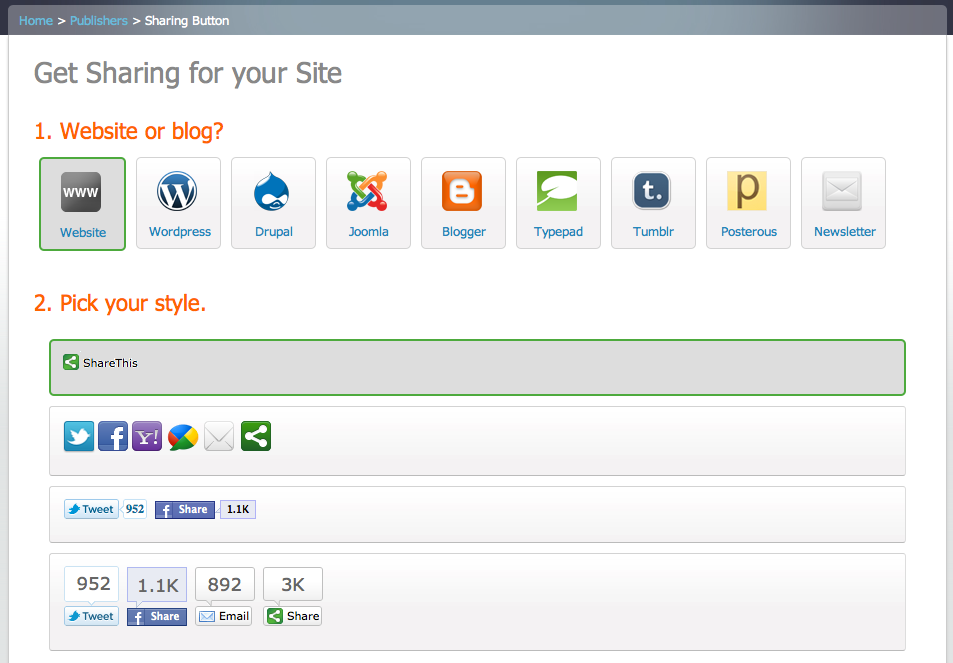 Home > Publishers > Sharing Button
Get Sharing for your Site
1. Website or blog?
www
W
t.
p
Website Wordpress Drupal Joomla Blogger Typepad Tumblr Posterous Newsletter
2. Pick your style.
ShareThis
f Y!
Tweet 952 f Share 1.1K
952 1.1K 892 3K
Tweet f Share Email Share